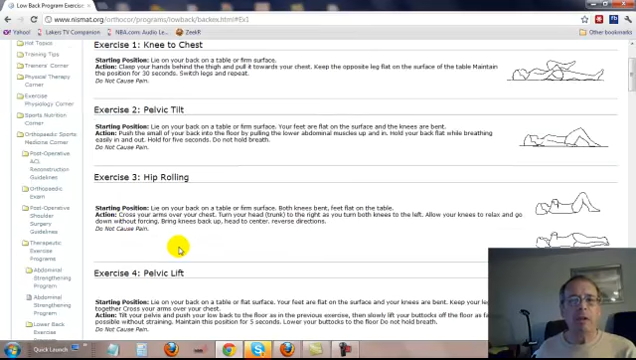 Low Back Program Exercise
www.nismat.org/orthocor/programs/lowback/backex.html#Ex1
Yahoo! Lakes TV Companion NBA.com: Audio Le... ZeekR Other bookmarks
Hot Topics
Training Tips
Trainers' Corner
Physical Therapy
Corner
Exercise
Physiology Corner
Sports Nutrition
Corner
Orthopaedic Sports
Medicine Corner
Post-Operative
ACL
Reconstruction
Guidelines
Orthopaedic
Exam
Post-Operative
Shoulder
Surgery
Guidelines
Therapeutic
Exercise
Programs
Abdominal
Strengthening
Program
Abdominal
Strengthening
Program
Lower Back
Exercise
Exercise 1: Knee to Chest
Starting Position: Lie on your back on a table or firm surface.
Action: Clasp your hands behind the thigh and pull it towards your chest. Keep the opposite leg flat on the surface of the table Maintain
the position for 30 seconds. Switch legs and repeat.
Do Not Cause Pain.
Exercise 2: Pelvic Tilt
Starting Position: Lie on your back on a table or firm surface. Your feet are flat on the surface and the knees are bent.
Action: Push the small of your back into the floor by pulling the lower abdominal muscles up and in. Hold your back flat while breathing
easily in and out. Hold for five seconds. Do not hold breath.
Do Not Cause Pain.
Exercise 3: Hip Rolling
Starting Position: Lie on your back on a table or firm surface. Both knees bent, feet flat on the table.
Action: Cross your arms over your chest. Turn your head (trunk) to the right as you turn both knees to the left. Allow your knees to relax and go
down without forcing. Bring knees back up, head to center. reverse directions.
Do Not Cause Pain.
Exercise 4: Pelvic Lift
Starting Position: Lie on your back on a table or flat surface. Your feet are flat on the surface and your knees are bent. Keep your
together Cross your arms over your chest.
Action: Tilt your pelvis and push your low back to the floor as in the previous exercise, then slowly lift your buttocks off the floor as
possible without straining. Maintain this position for 5 seconds. Lower your buttocks to the floor Do not hold breath.
Do Not Cause Pain.
Quick Launch